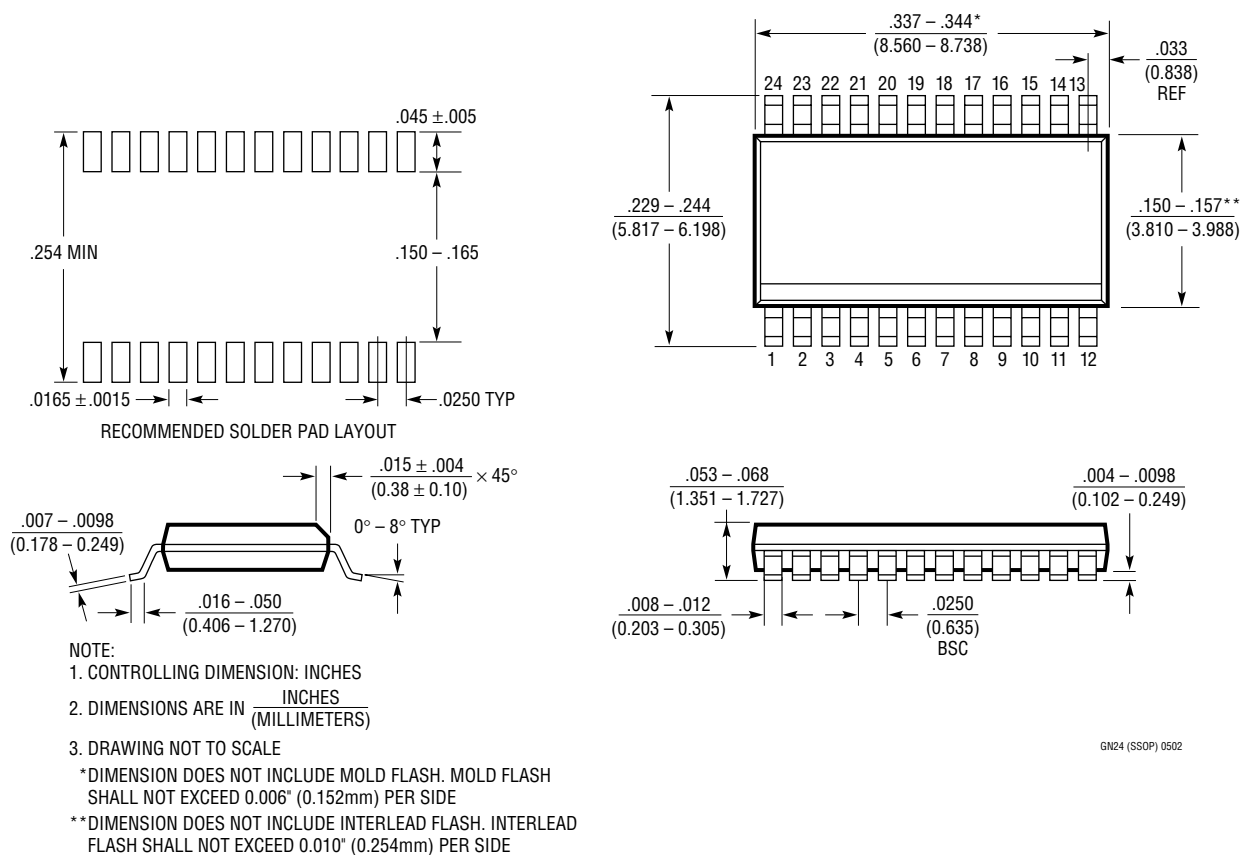 .045 ±.005
.254 MIN
.150 – .165
.0165 ±.0015
.0250 TYP
RECOMMENDED SOLDER PAD LAYOUT
.337 – .344*
(8.560 – 8.738)
.033
(0.838)
REF
24 23 22 21 20 19 18 17 16 15 14 13
.229 – .244
(5.817 – 6.198)
.150 – .157**
(3.810 – 3.988)
1 2 3 4 5 6 7 8 9 10 11 12
.015 ± .004
(0.38 ± 0.10)
× 45°
.007 – .0098
(0.178 – 0.249)
0° – 8° TYP
.016 – .050
(0.406 – 1.270)
.053 – .068
(1.351 – 1.727)
.004 – .0098
(0.102 – 0.249)
.008 – .012
(0.203 – 0.305)
.0250
(0.635)
BSC
NOTE:
1. CONTROLLING DIMENSION: INCHES
2. DIMENSIONS ARE IN INCHES
(MILLIMETERS)
3. DRAWING NOT TO SCALE
*DIMENSION DOES NOT INCLUDE MOLD FLASH. MOLD FLASH
SHALL NOT EXCEED 0.006" (0.152mm) PER SIDE
**DIMENSION DOES NOT INCLUDE INTERLEAD FLASH. INTERLEAD
FLASH SHALL NOT EXCEED 0.010" (0.254mm) PER SIDE
GN24 (SSOP) 0502